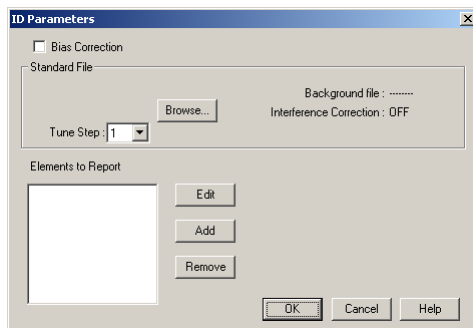 ID Parameters
Bias Correction
Standard File
Background file : --------
Browse...
Interference Correction : OFF
Tune Step : 1
Elements to Report
Edit
Add
Remove
OK Cancel Help